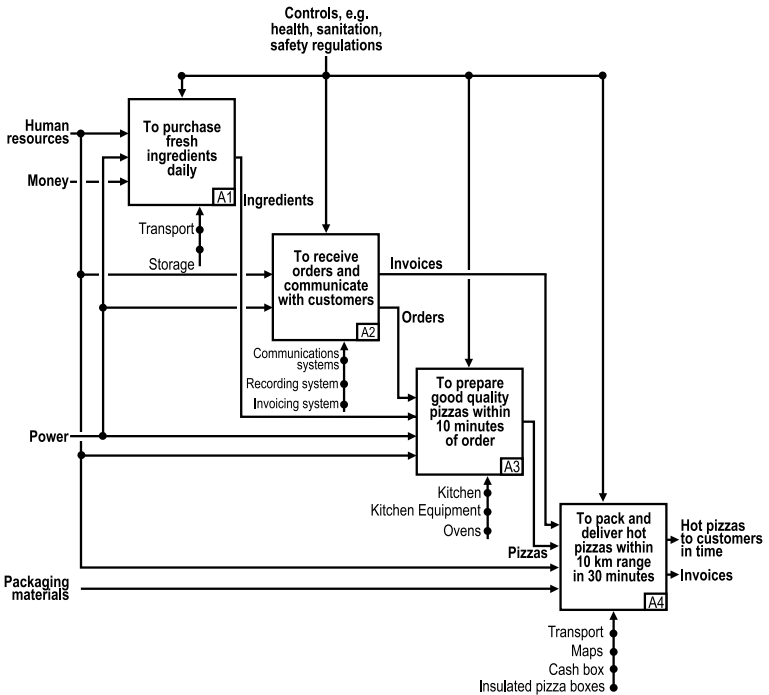 Controls, e.g.
health, sanitation,
safety regulations
Human
resources
To purchase
fresh
ingredients
daily
Money
A1
Ingredients
Transport
Storage
To receive
orders and
communicate
with customers
Invoices
Orders
A2
Communications
systems
Recording system
Invoicing system
To prepare
good quality
pizzas within
10 minutes
of order
Power
A3
Kitchen
Kitchen Equipment
Ovens
Pizzas
To pack and
deliver hot
pizzas within
10 km range
in 30 minutes
Hot pizzas
to customers
in time
Invoices
Packaging
materials
A4
Transport
Maps
Cash box
Insulated pizza boxes